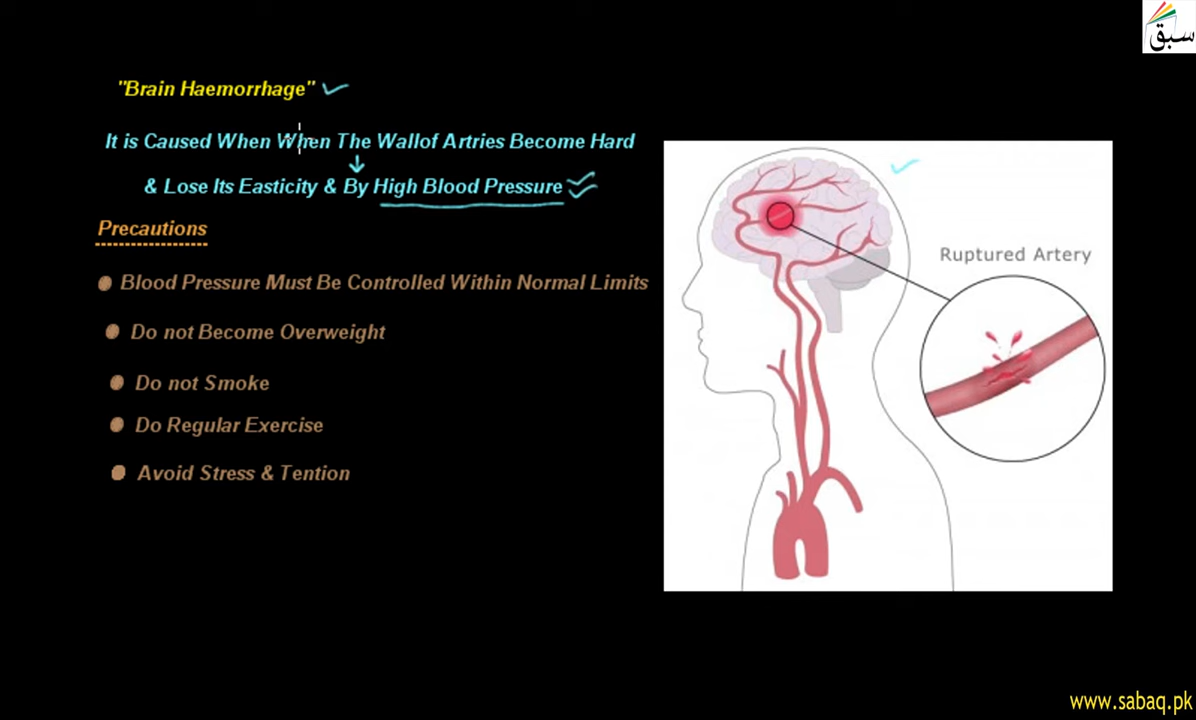 سبق
"Brain Haemorrhage"
It is Caused When When The Wallof Artries Become Hard
& Lose Its Easticity & By High Blood Pressure
Precautions
Blood Pressure Must Be Controlled Within Normal Limits
Do not Become Overweight
Do not Smoke
Do Regular Exercise
Avoid Stress & Tention
Ruptured Artery
www.sabaq.pk